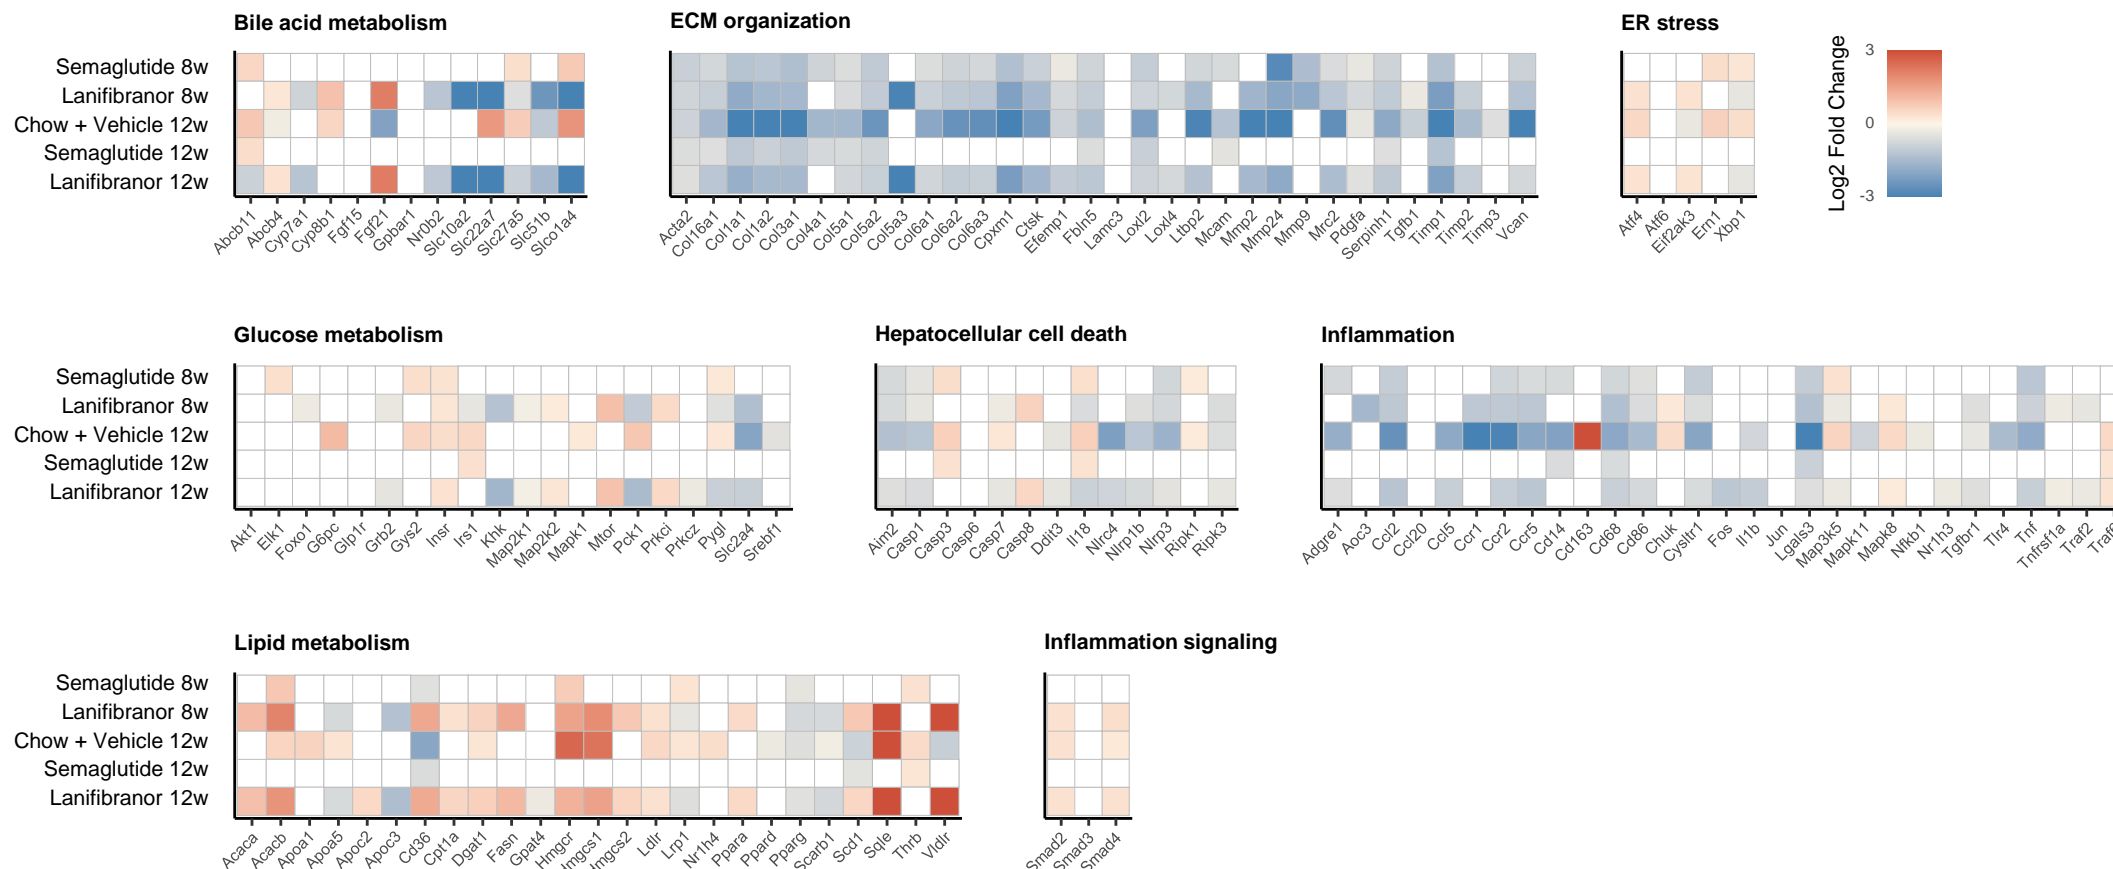 Bile acid metabolism
ECM organization
ER stress
Semaglutide 8w
Lanifibranor 8w
Chow + Vehicle 12w
Semaglutide 12w
Lanifibranor 12w
Abcb11 Abcb4 Cyp7a1 Cyp8b1 Fgf15 Fgf21 Gpbar1 Nr0b2 Slc10a2 Slc22a7 Slc27a5 Slc51b Slco1a4
Acta2 Col16a1 Col1a1 Col1a2 Col3a1 Col4a1 Col5a1 Col5a2 Col5a3 Col6a1 Col6a2 Col6a3 Cpxm1 Ctsk Efemp1 Fbln5 Lamc3 Loxl2 Loxl4 Ltbp2 Mcam Mmp2 Mmp24 Mmp9 Mrc2 Pdgfa Serpinh1 Tgfb1 Timp1 Timp2 Timp3 Vcan
Atf4 Atf6 Eif2ak3 Ern1 Xbp1
Log2 Fold Change
3
0
-3
Glucose metabolism
Hepatocellular cell death
Inflammation
Semaglutide 8w
Lanifibranor 8w
Chow + Vehicle 12w
Semaglutide 12w
Lanifibranor 12w
Akt1 Elk1 Foxo1 G6pc Glp1r Grb2 Gys2 Insr Irs1 Khk Map2k1 Map2k2 Mapk1 Mtor Pck1 Prkci Prkcz Pygl Slc2a4 Srebf1
Aim2 Casp1 Casp3 Casp6 Casp7 Casp8 Ddit3 Il18 Nlrc4 Nlrp1b Nlrp3 Ripk1 Ripk3
Adgre1 Aoc3 Ccl2 Ccl20 Ccl5 Ccr1 Ccr2 Ccr5 Cd14 Cd163 Cd68 Cd86 Chuk Cysltr1 Fos Il1b Jun Lgals3 Map3k5 Mapk11 Mapk8 Nfkb1 Nr1h3 Tgfbr1 Tlr4 Tnf Tnfrsf1a Traf2
Lipid metabolism
Inflammation signaling
Semaglutide 8w
Lanifibranor 8w
Chow + Vehicle 12w
Semaglutide 12w
Lanifibranor 12w
Acaca Acacb Apoa1 Apoa5 Apoc2 Apoc3 Cd36 Cpt1a Dgat1 Fasn Gpat4 Hmgcr Ldlr Lrp1 Nr1h4 Ppara Ppard Pparg Scarb1 Scd1 Sqle Thrb Vldlr
Smad2 Smad3 Smad4